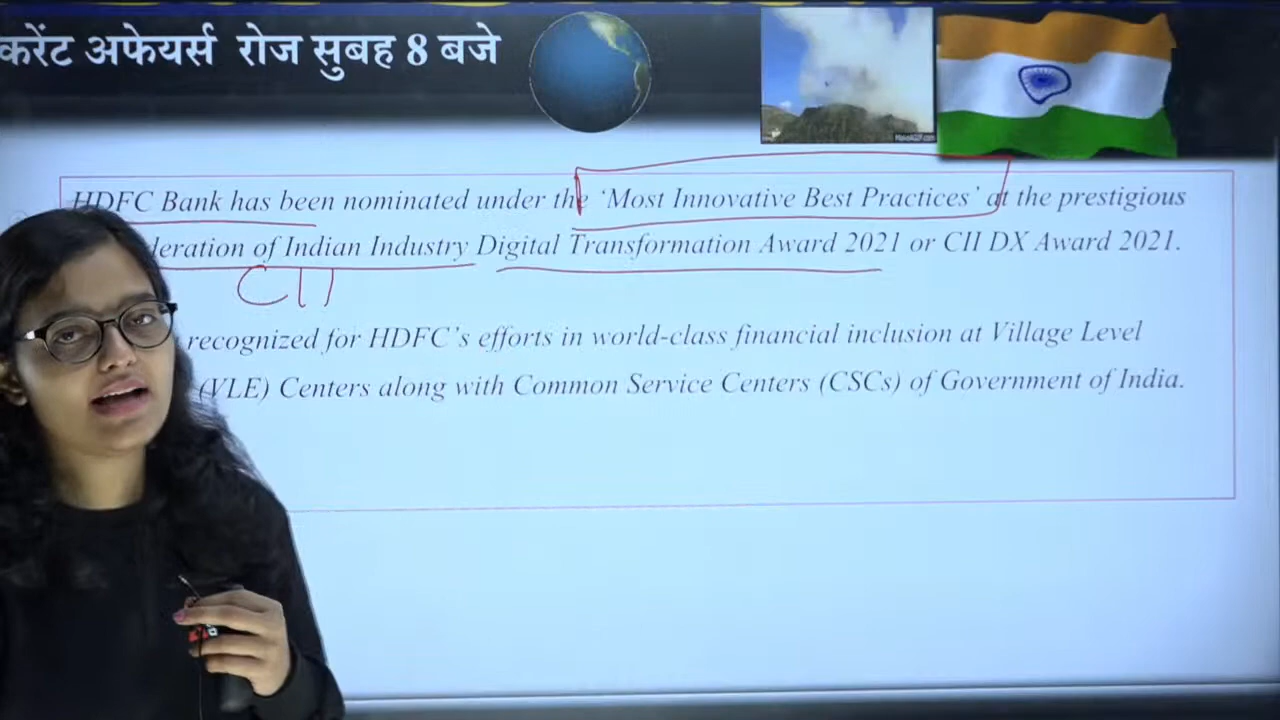 करेंट अफेयर्स रोज सुबह 8 बजे
HDFC Bank has been nominated under the ‘Most Innovative Best Practices’ at the prestigious
deration of Indian Industry Digital Transformation Award 2021 or CII DX Award 2021.
CII
recognized for HDFC’s efforts in world-class financial inclusion at Village Level
(VLE) Centers along with Common Service Centers (CSCs) of Government of India.